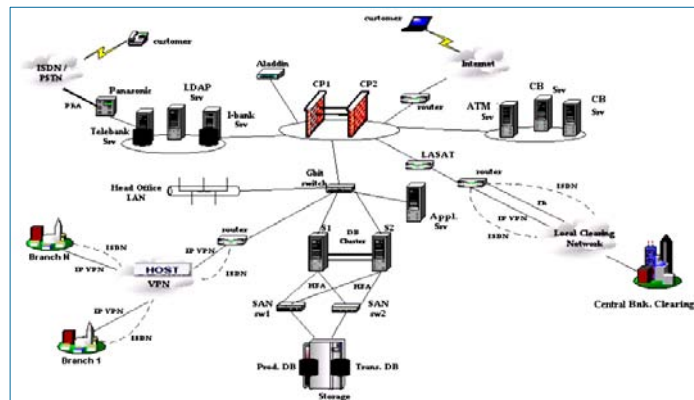 customer
customer
ISDN /
PSTN
Internet
Aladdin
CP1
CP2
Panasonic
LDAP
Srv
I-bank
Srv
PRA
Telebank
Srv
router
ATM
Srv
CB
Srv
CB
Srv
LASAT
router
Gbit
switch
Head Office
LAN
Appl.
Srv
ISDN
FR
IP VPN
ISDN
Local Clearing
Network
Central Bnk. Clearing
router
S1
DB
Cluster
S2
ISDN
Branch N
IP VPN
HOST
VPN
IP VPN
ISDN
HBA
HBA
SAN
sw1
SAN
sw2
IP VPN
ISDN
Branch 1
Prod. DB
Trans. DB
Storage